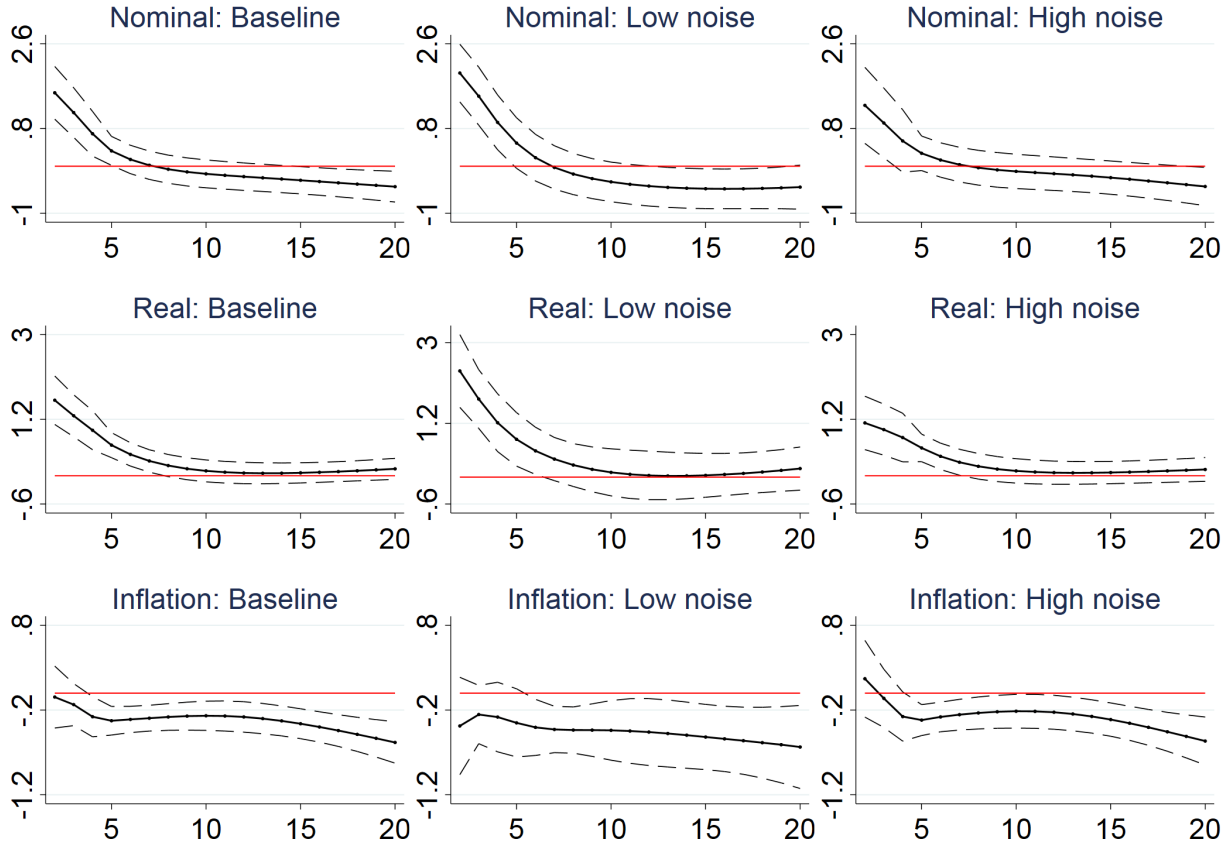 Nominal: Baseline
Nominal: Low noise
Nominal: High noise
2.6
.8
-1
5 10 15 20
2.6
.8
-1
5 10 15 20
2.6
.8
-1
5 10 15 20
Real: Baseline
Real: Low noise
Real: High noise
3
1.2
-.6
5 10 15 20
3
1.2
-.6
5 10 15 20
3
1.2
-.6
5 10 15 20
Inflation: Baseline
Inflation: Low noise
Inflation: High noise
.8
-.2
-1.2
5 10 15 20
.8
-.2
-1.2
5 10 15 20
.8
-.2
-1.2
5 10 15 20